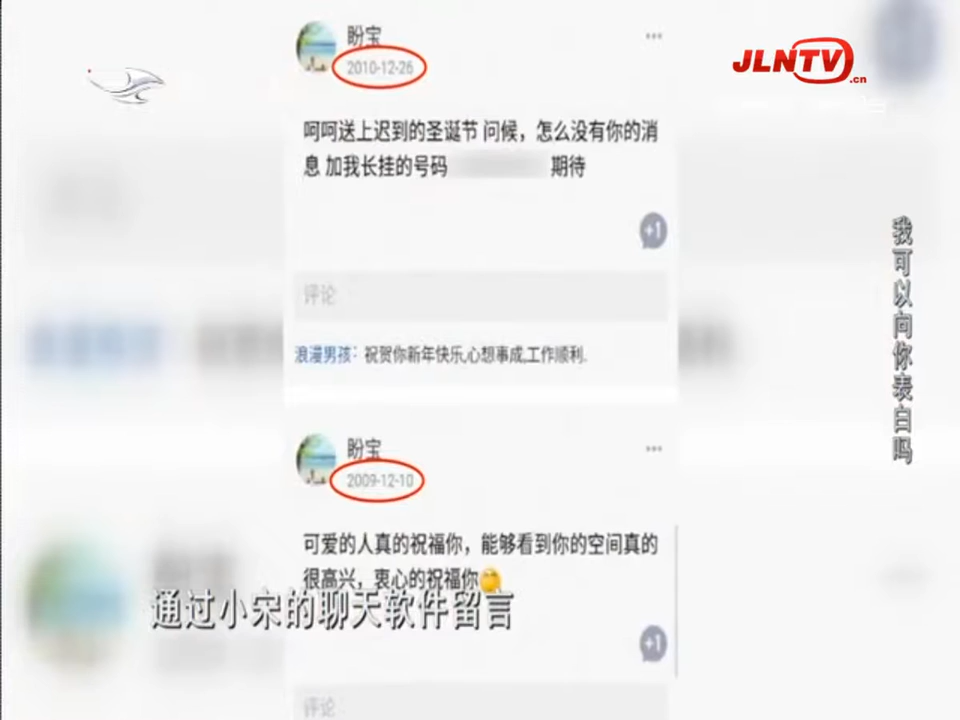 盼宝
2010-12-26
JLNTV
.cn
呵呵送上迟到的圣诞节 问候，怎么没有你的消
息 加我长挂的号码 期待
+1
评论
浪漫男孩：祝贺你新年快乐,心想事成,工作顺利.
盼宝
2009-12-10
可爱的人真的祝福你，能够看到你的空间真的
很高兴，衷心的祝福你
+1
评论
通过小宋的聊天软件留言
我可以向你表白吗